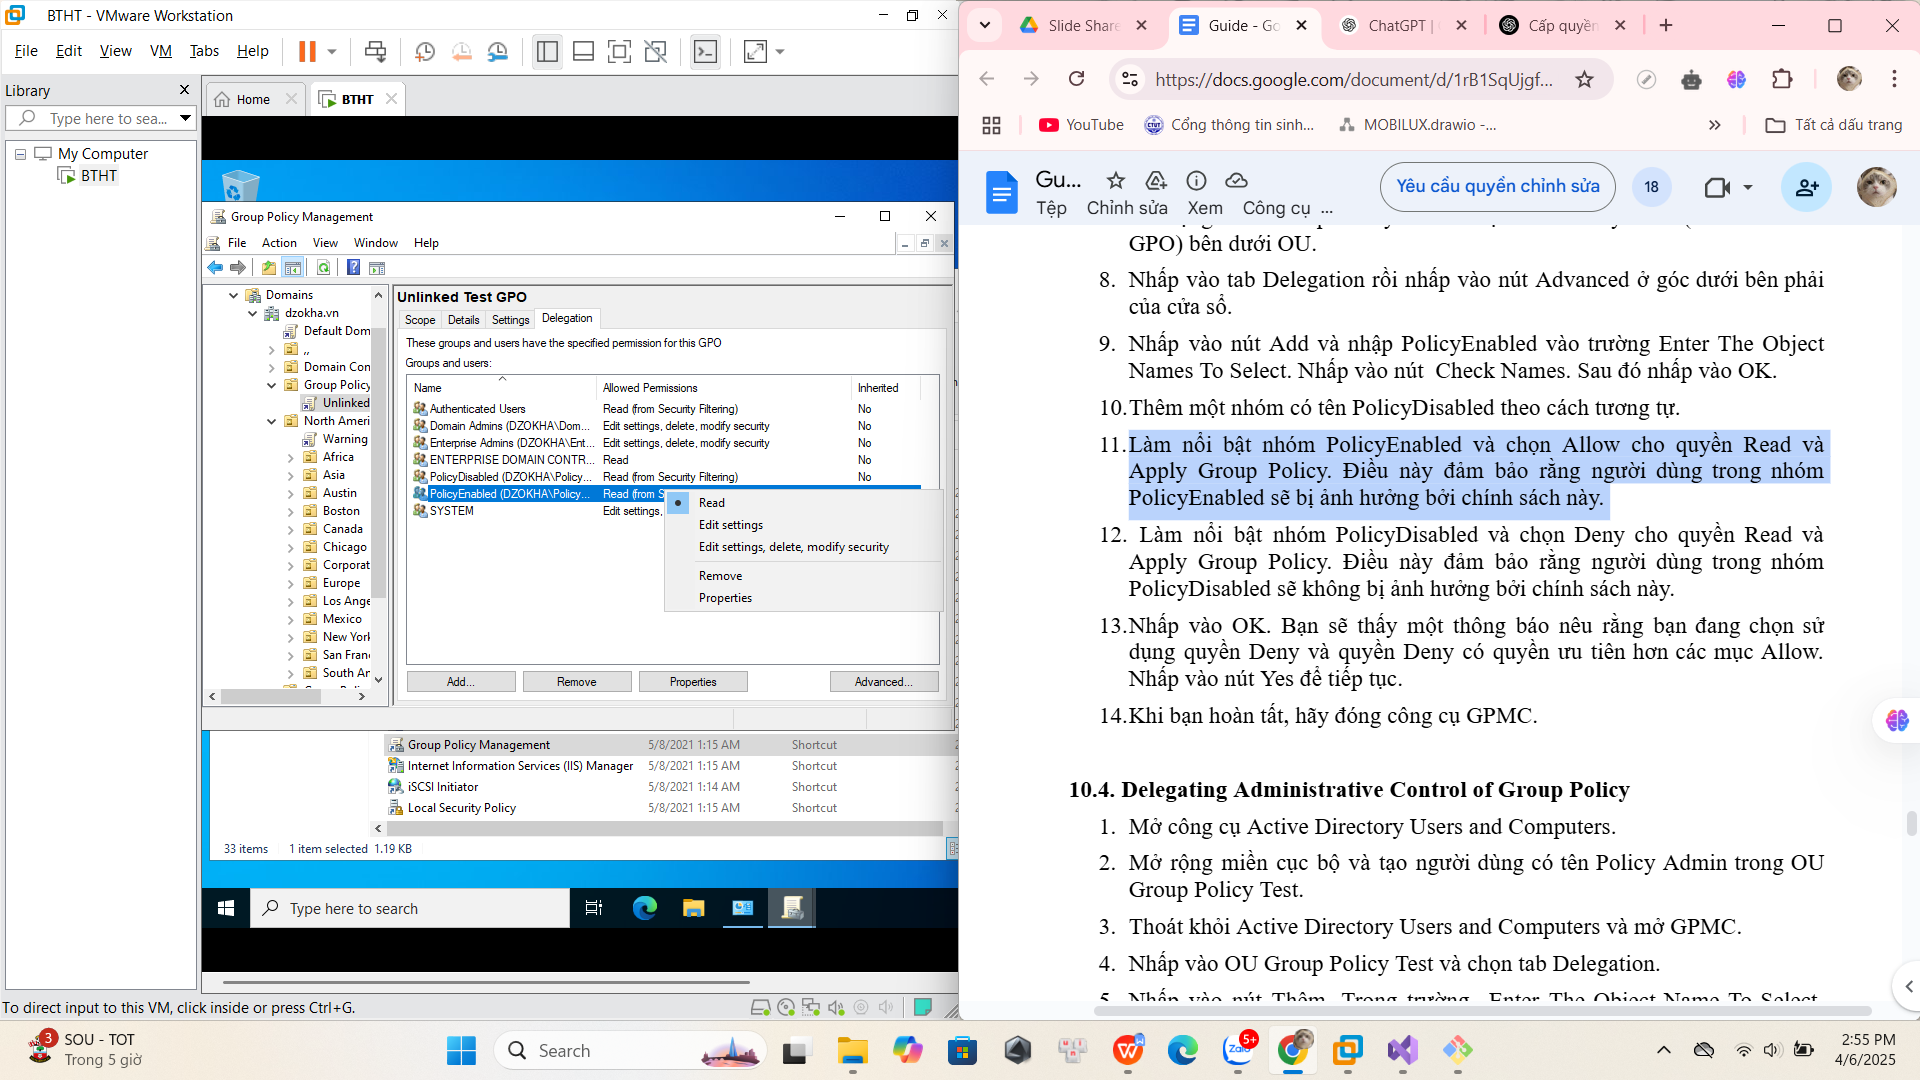 BTHT - VMware Workstation
File Edit View VM Tabs Help
Library
Type here to sea...
My Computer
BTHT
Home
BTHT
Group Policy Management
File Action View Window Help
Domains
dzokha.vn
Default Dom
,,
Domain Con
Group Policy
Unlinked
North Ameri
Warning
Africa
Asia
Austin
Boston
Canada
Chicago
Corporat
Europe
Los Ange
Mexico
New York
San Fran
South Ar
Unlinked Test GPO
Scope Details Settings Delegation
These groups and users have the specified permission for this GPO
Groups and users:
Name Allowed Permissions Inherited
Authenticated Users Read (from Security Filtering) No
Domain Admins (DZOKHA\Dom... Edit settings, delete, modify security No
Enterprise Admins (DZOKHA\Ent... Edit settings, delete, modify security No
ENTERPRISE DOMAIN CONTR... Read No
PolicyDisabled (DZOKHA\Policy... Read (from Security Filtering) No
PolicyEnabled (DZOKHA\Policy... Read (from S
SYSTEM Edit settings,
Read
Edit settings
Edit settings, delete, modify security
Remove
Properties
Add... Remove Properties Advanced...
Group Policy Management 5/8/2021 1:15 AM Shortcut
Internet Information Services (IIS) Manager 5/8/2021 1:15 AM Shortcut
iSCSI Initiator 5/8/2021 1:14 AM Shortcut
Local Security Policy 5/8/2021 1:15 AM Shortcut
33 items 1 item selected 1.19 KB
Type here to search
To direct input to this VM, click inside or press Ctrl+G.
Slide Share
Guide - Go
ChatGPT |
Cấp quyền
https://docs.google.com/document/d/1rB1SqUjgf...
YouTube
Cổng thông tin sinh...
MOBILUX.drawio -...
Tất cả dấu trang
Gu...
Tệp Chỉnh sửa Xem Công cụ ...
Yêu cầu quyền chỉnh sửa
18
GPO) bên dưới OU.
8. Nhấp vào tab Delegation rồi nhấp vào nút Advanced ở góc dưới bên phải
của cửa sổ.
9. Nhấp vào nút Add và nhập PolicyEnabled vào trường Enter The Object
Names To Select. Nhấp vào nút Check Names. Sau đó nhấp vào OK.
10. Thêm một nhóm có tên PolicyDisabled theo cách tương tự.
11. Làm nổi bật nhóm PolicyEnabled và chọn Allow cho quyền Read và
Apply Group Policy. Điều này đảm bảo rằng người dùng trong nhóm
PolicyEnabled sẽ bị ảnh hưởng bởi chính sách này.
12. Làm nổi bật nhóm PolicyDisabled và chọn Deny cho quyền Read và
Apply Group Policy. Điều này đảm bảo rằng người dùng trong nhóm
PolicyDisabled sẽ không bị ảnh hưởng bởi chính sách này.
13. Nhấp vào OK. Bạn sẽ thấy một thông báo nêu rằng bạn đang chọn sử
dụng quyền Deny và quyền Deny có quyền ưu tiên hơn các mục Allow.
Nhấp vào nút Yes để tiếp tục.
14. Khi bạn hoàn tất, hãy đóng công cụ GPMC.
10.4. Delegating Administrative Control of Group Policy
1. Mở công cụ Active Directory Users and Computers.
2. Mở rộng miền cục bộ và tạo người dùng có tên Policy Admin trong OU
Group Policy Test.
3. Thoát khỏi Active Directory Users and Computers và mở GPMC.
4. Nhấp vào OU Group Policy Test và chọn tab Delegation.
5. Nhấp vào nút Thêm. Trong trường Enter The Object Name To Select,
3
SOU - TOT
Trong 5 giờ
Search
5+
Zalo
2:55 PM
4/6/2025